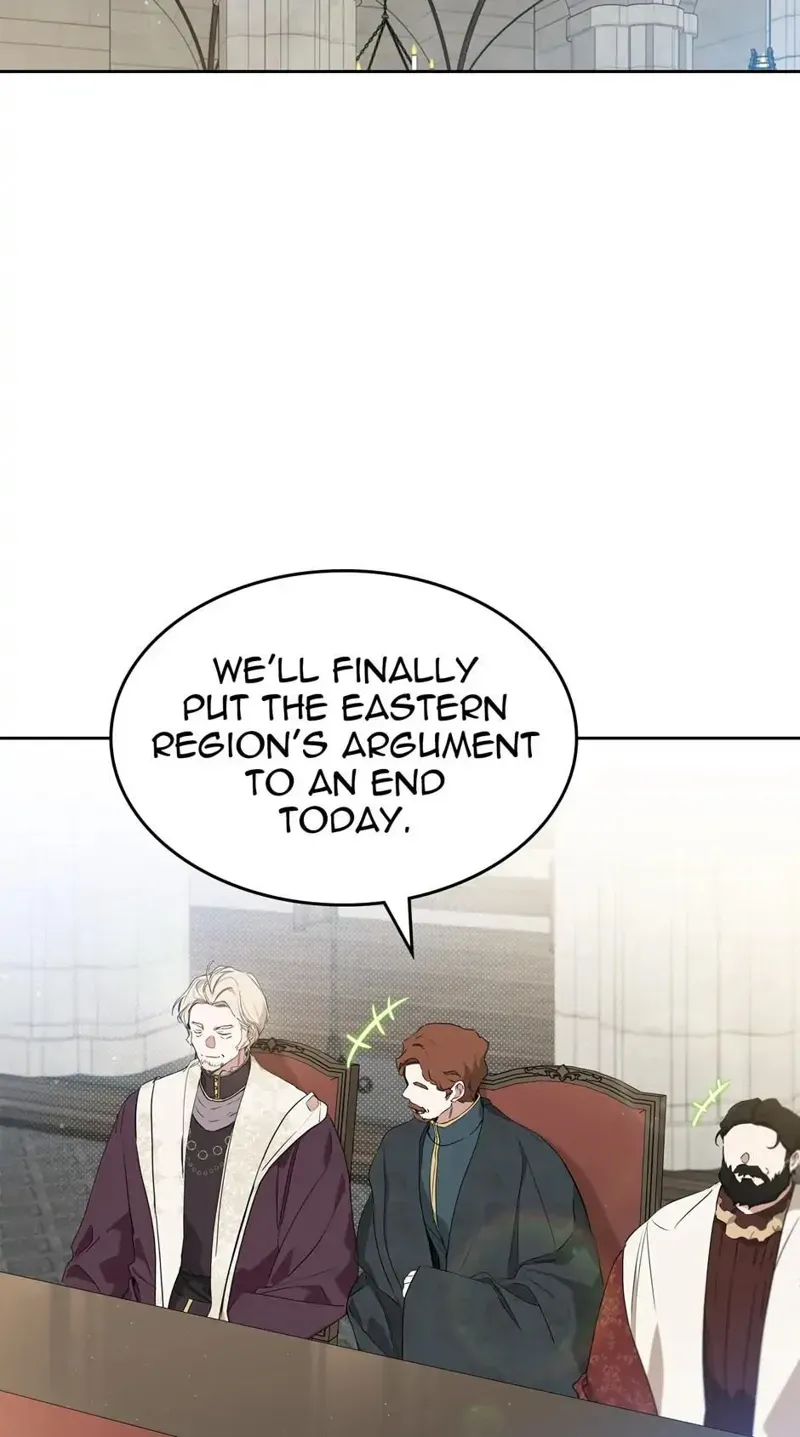 WE'LL FINALLY
PUT THE EASTERN
REGION'S ARGUMENT
TO AN END
TODAY.